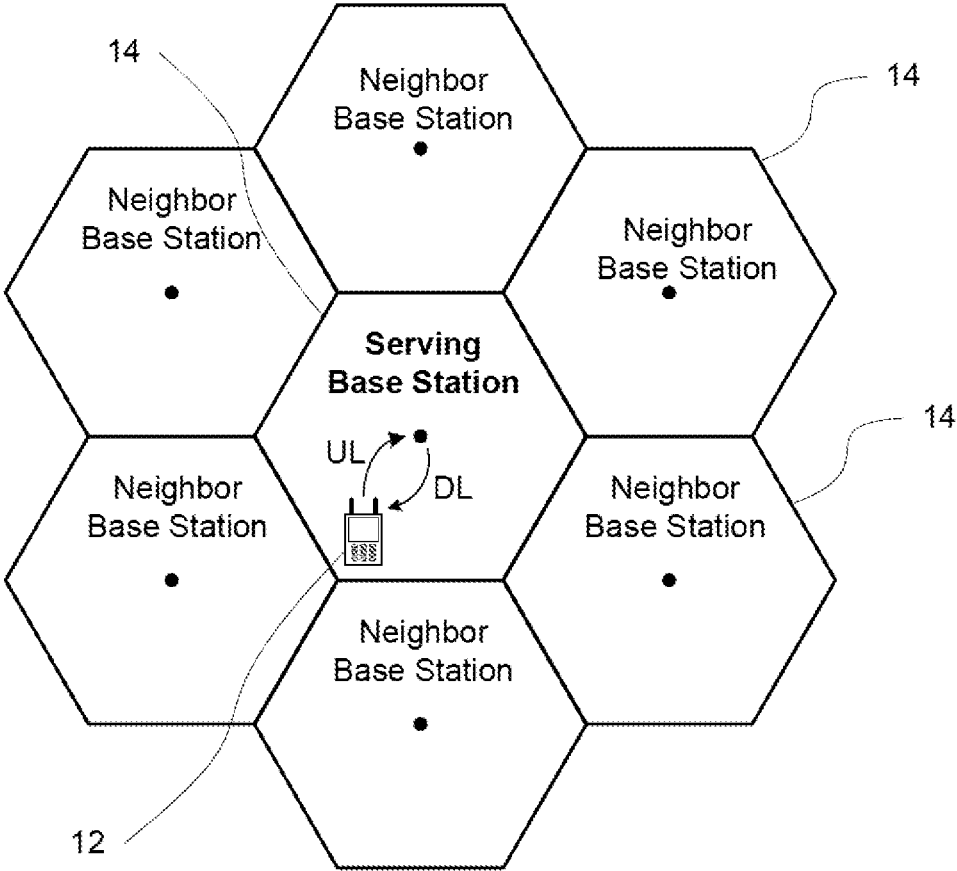 14
Neighbor
Base Station
14
Neighbor
Base Station
Neighbor
Base Station
Serving
Base Station
14
UL
DL
Neighbor
Base Station
Neighbor
Base Station
Neighbor
Base Station
12